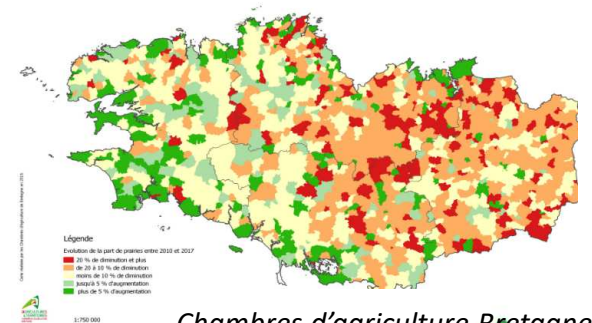 Légende
Evolution de la part de prairies entre 2010 et 2017
20 % de diminution et plus
de 20 à 10 % de diminution
moins de 10 % de diminution
jusqu'à 5 % d'augmentation
plus de 5 % d'augmentation
AGRICULTURES
& TERRITOIRES
1:750 000
Chambres d'agriculture Bretagne